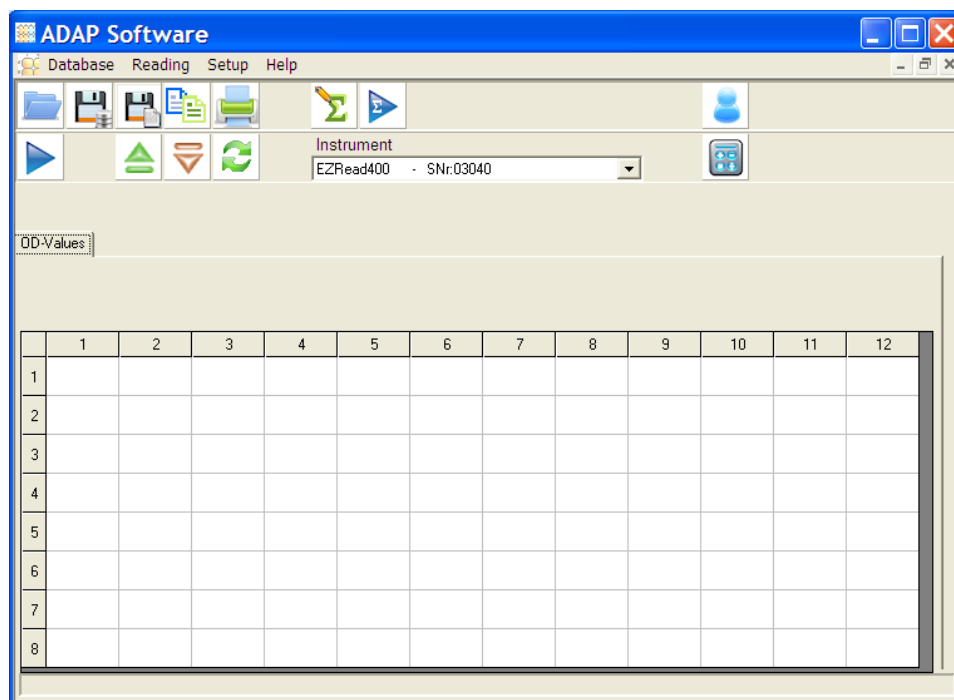 ADAP Software
Database Reading Setup Help
Σ Σ
Instrument
EZRead400 - SNr:03040
OD-Values
1 2 3 4 5 6 7 8 9 10 11 12
1
2
3
4
5
6
7
8